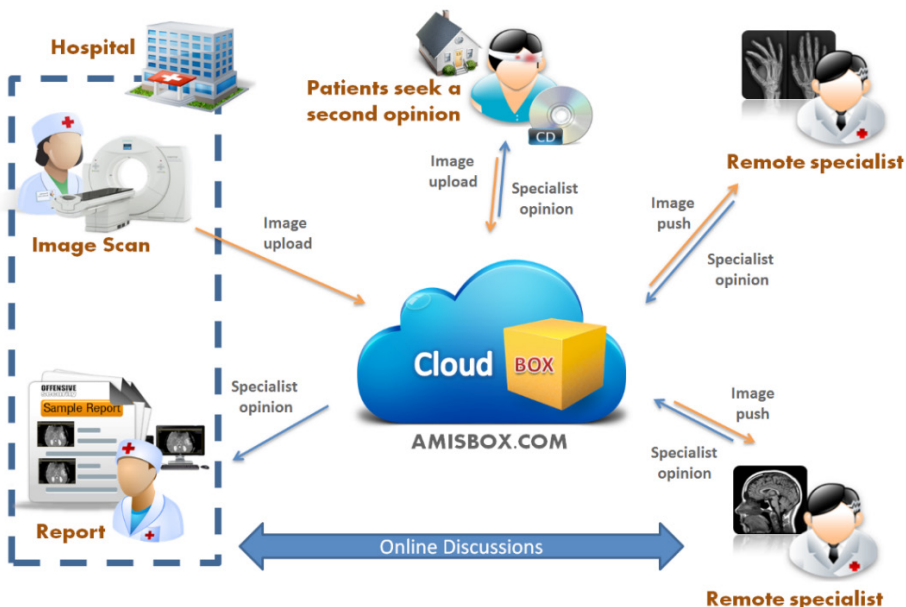 Hospital
Patients seek a
second opinion
CD
Remote specialist
Image Scan
Image
upload
Image
upload
Specialist
opinion
Image
push
Specialist
opinion
Cloud
BOX
AMISBOX.COM
OFFENSIVE
security
Sample Report
Specialist
opinion
Image
push
Specialist
opinion
Report
Online Discussions
Remote specialist